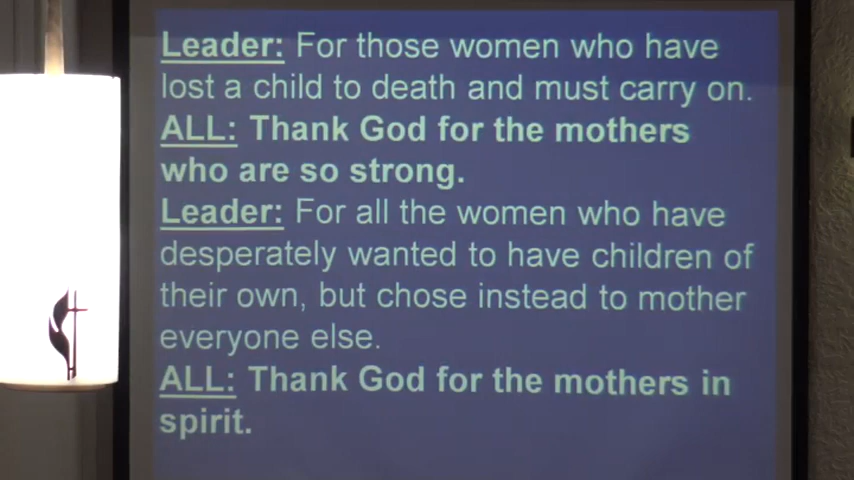 Leader: For those women who have
lost a child to death and must carry on.
ALL: Thank God for the mothers
who are so strong.
Leader: For all the women who have
desperately wanted to have children of
their own, but chose instead to mother
everyone else.
ALL: Thank God for the mothers in
spirit.